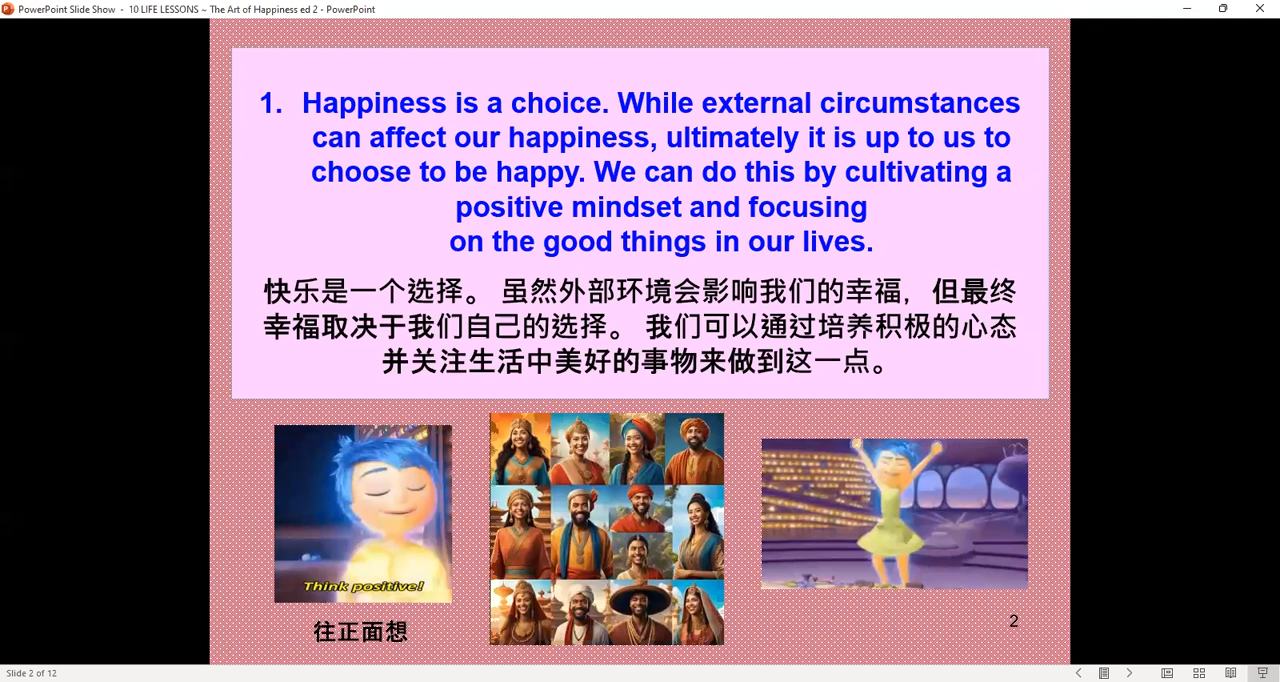 PowerPoint Slide Show - 10 LIFE LESSONS ~ The Art of Happiness ed 2 - PowerPoint
1. Happiness is a choice. While external circumstances
can affect our happiness, ultimately it is up to us to
choose to be happy. We can do this by cultivating a
positive mindset and focusing
on the good things in our lives.
快乐是一个选择。 虽然外部环境会影响我们的幸福，但最终
幸福取决于我们自己的选择。 我们可以通过培养积极的心态
并关注生活中美好的事物来做到这一点。
Think positive!
往正面想
2
Slide 2 of 12